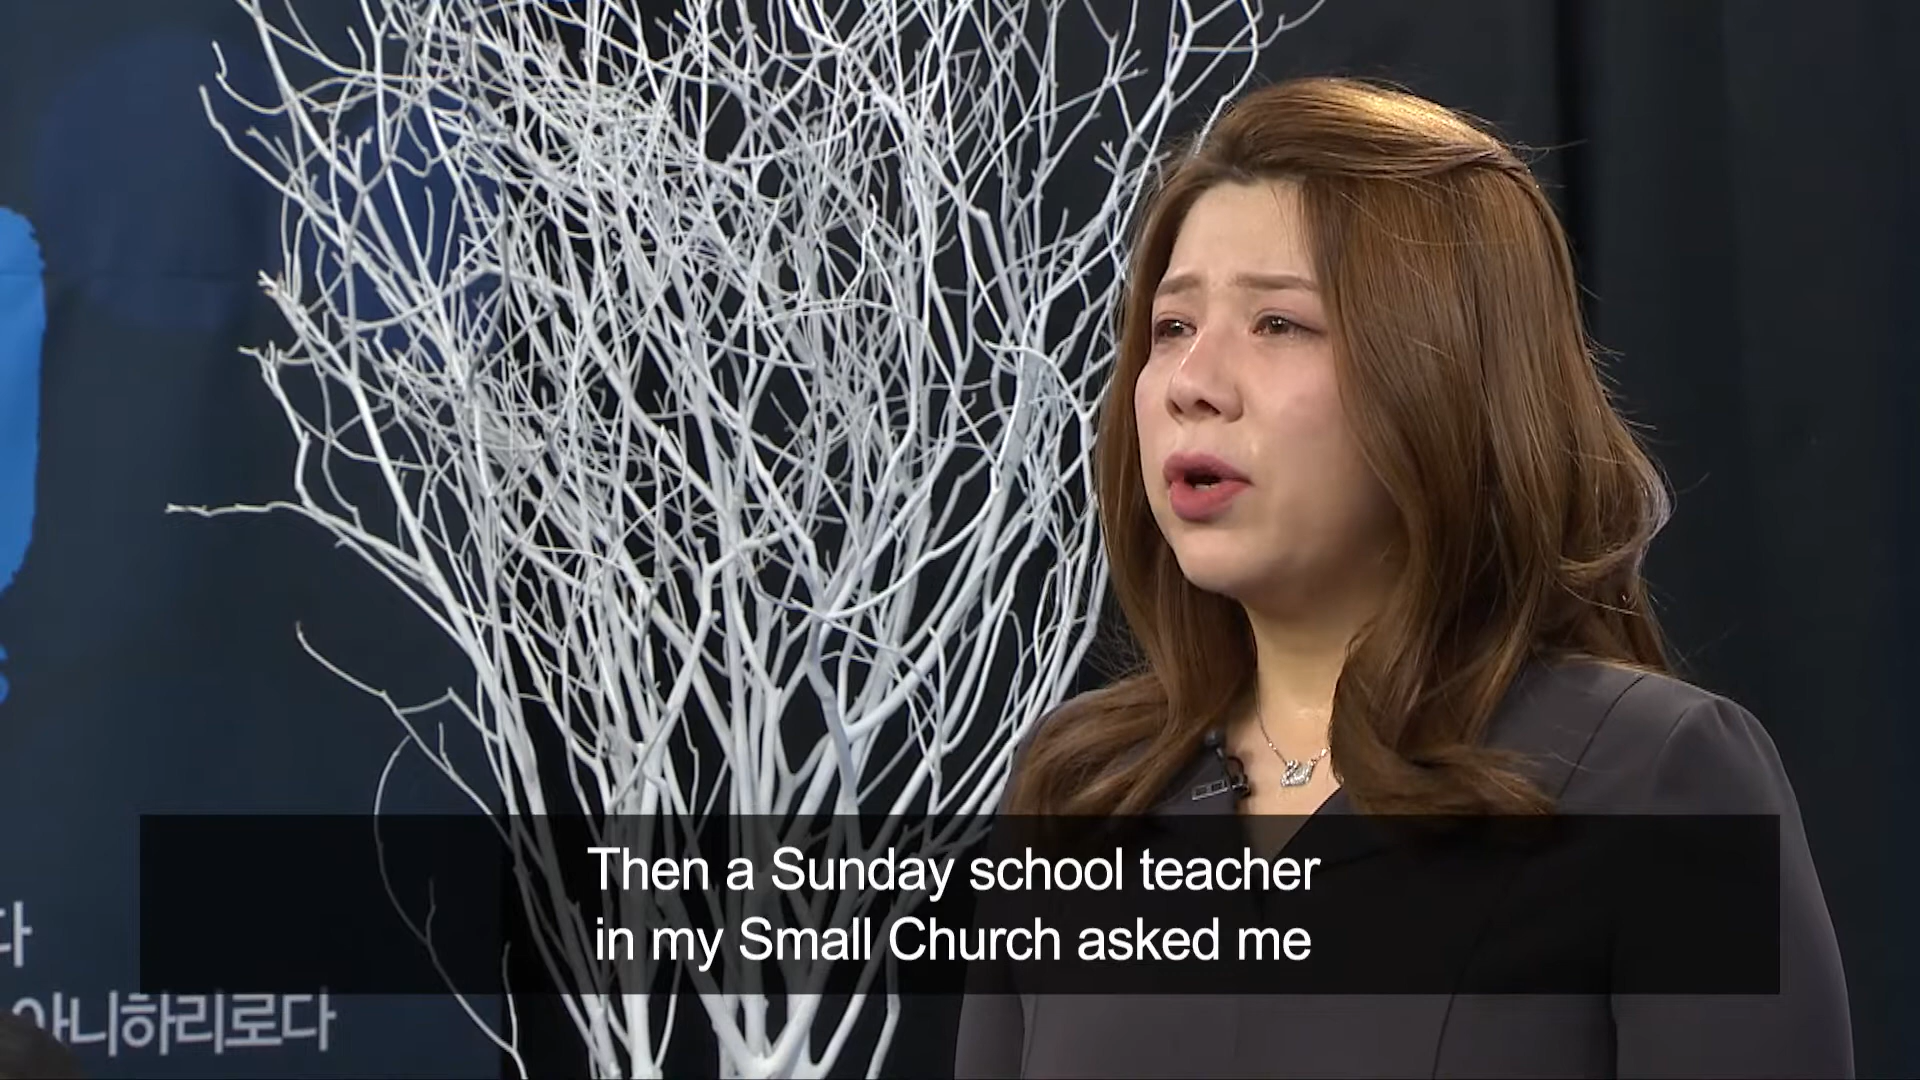 다
아니하리로다
Then a Sunday school teacher
in my Small Church asked me